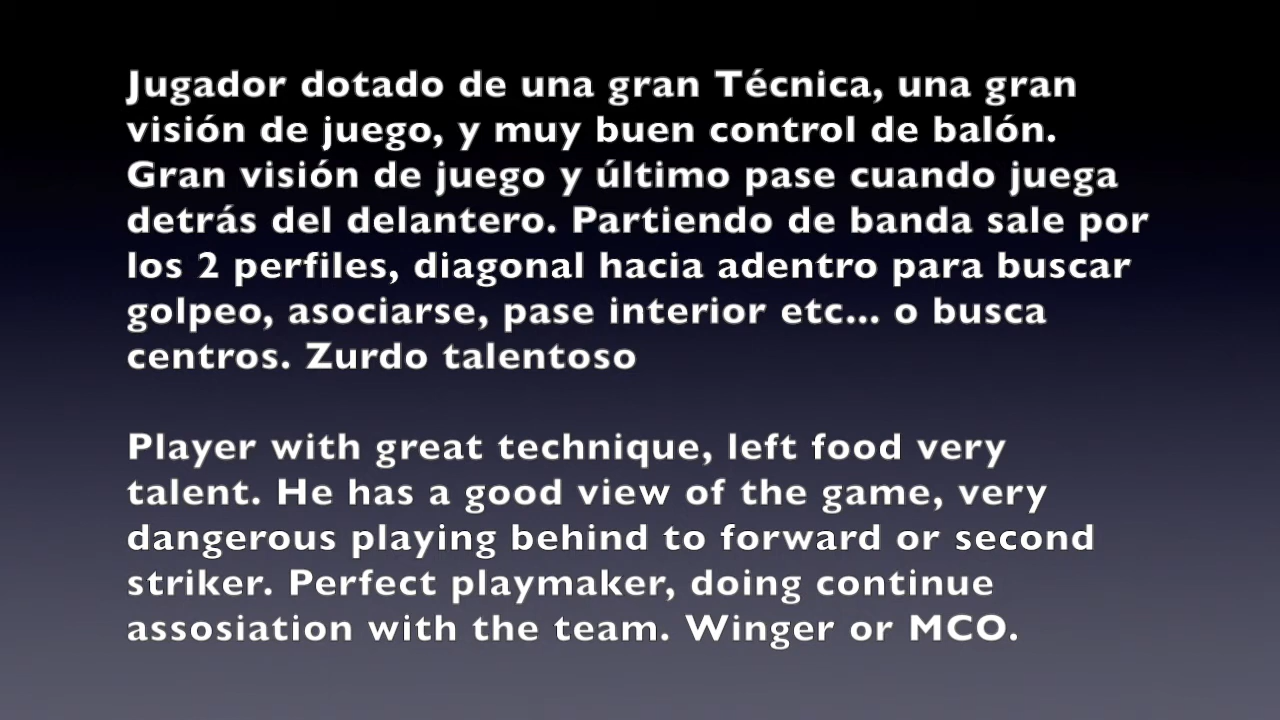 Jugador dotado de una gran Técnica, una gran
visión de juego, y muy buen control de balón.
Gran visión de juego y último pase cuando juega
detrás del delantero. Partiendo de banda sale por
los 2 perfiles, diagonal hacia adentro para buscar
golpeo, asociarse, pase interior etc... o busca
centros. Zurdo talentoso
Player with great technique, left food very
talent. He has a good view of the game, very
dangerous playing behind to forward or second
striker. Perfect playmaker, doing continue
assosiation with the team. Winger or MCO.